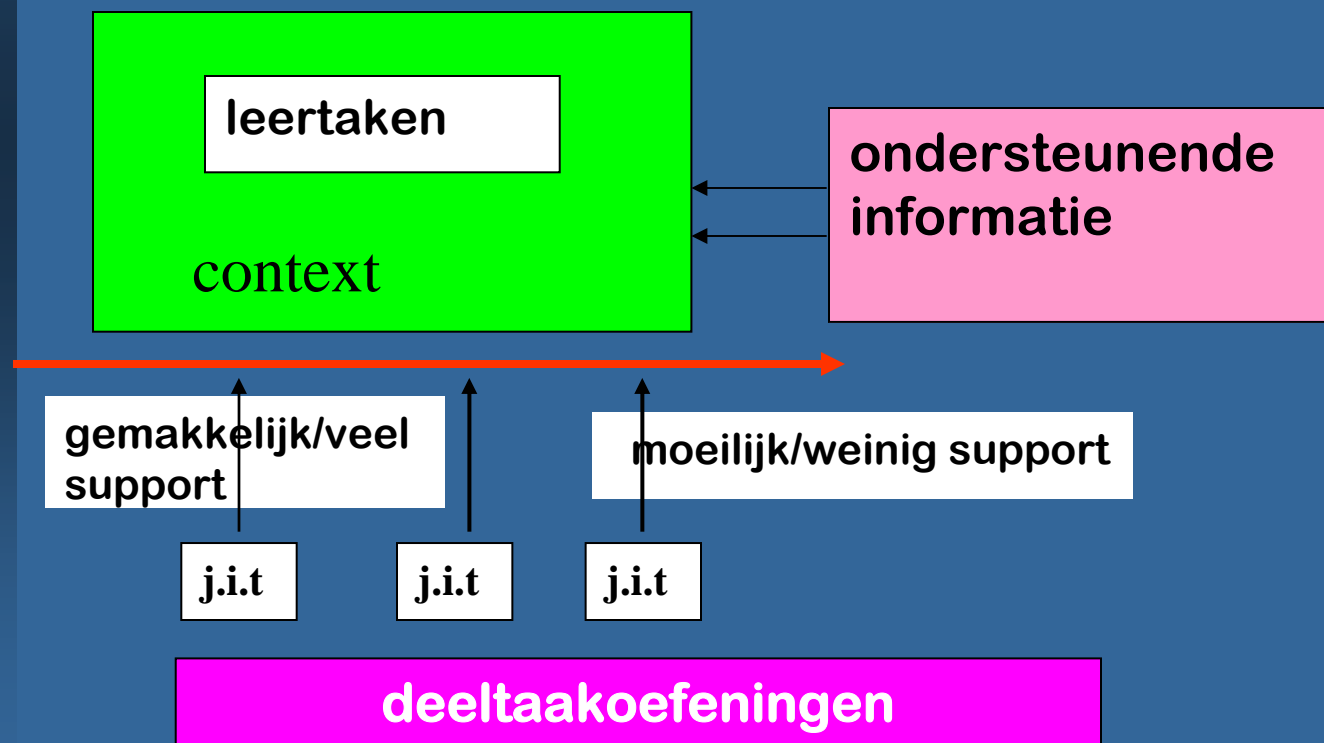 leertaken
context
ondersteunende
informatie
gemakkelijk/veel
support
moeilijk/weinig support
j.i.t
j.i.t
j.i.t
deeltaakoefeningen